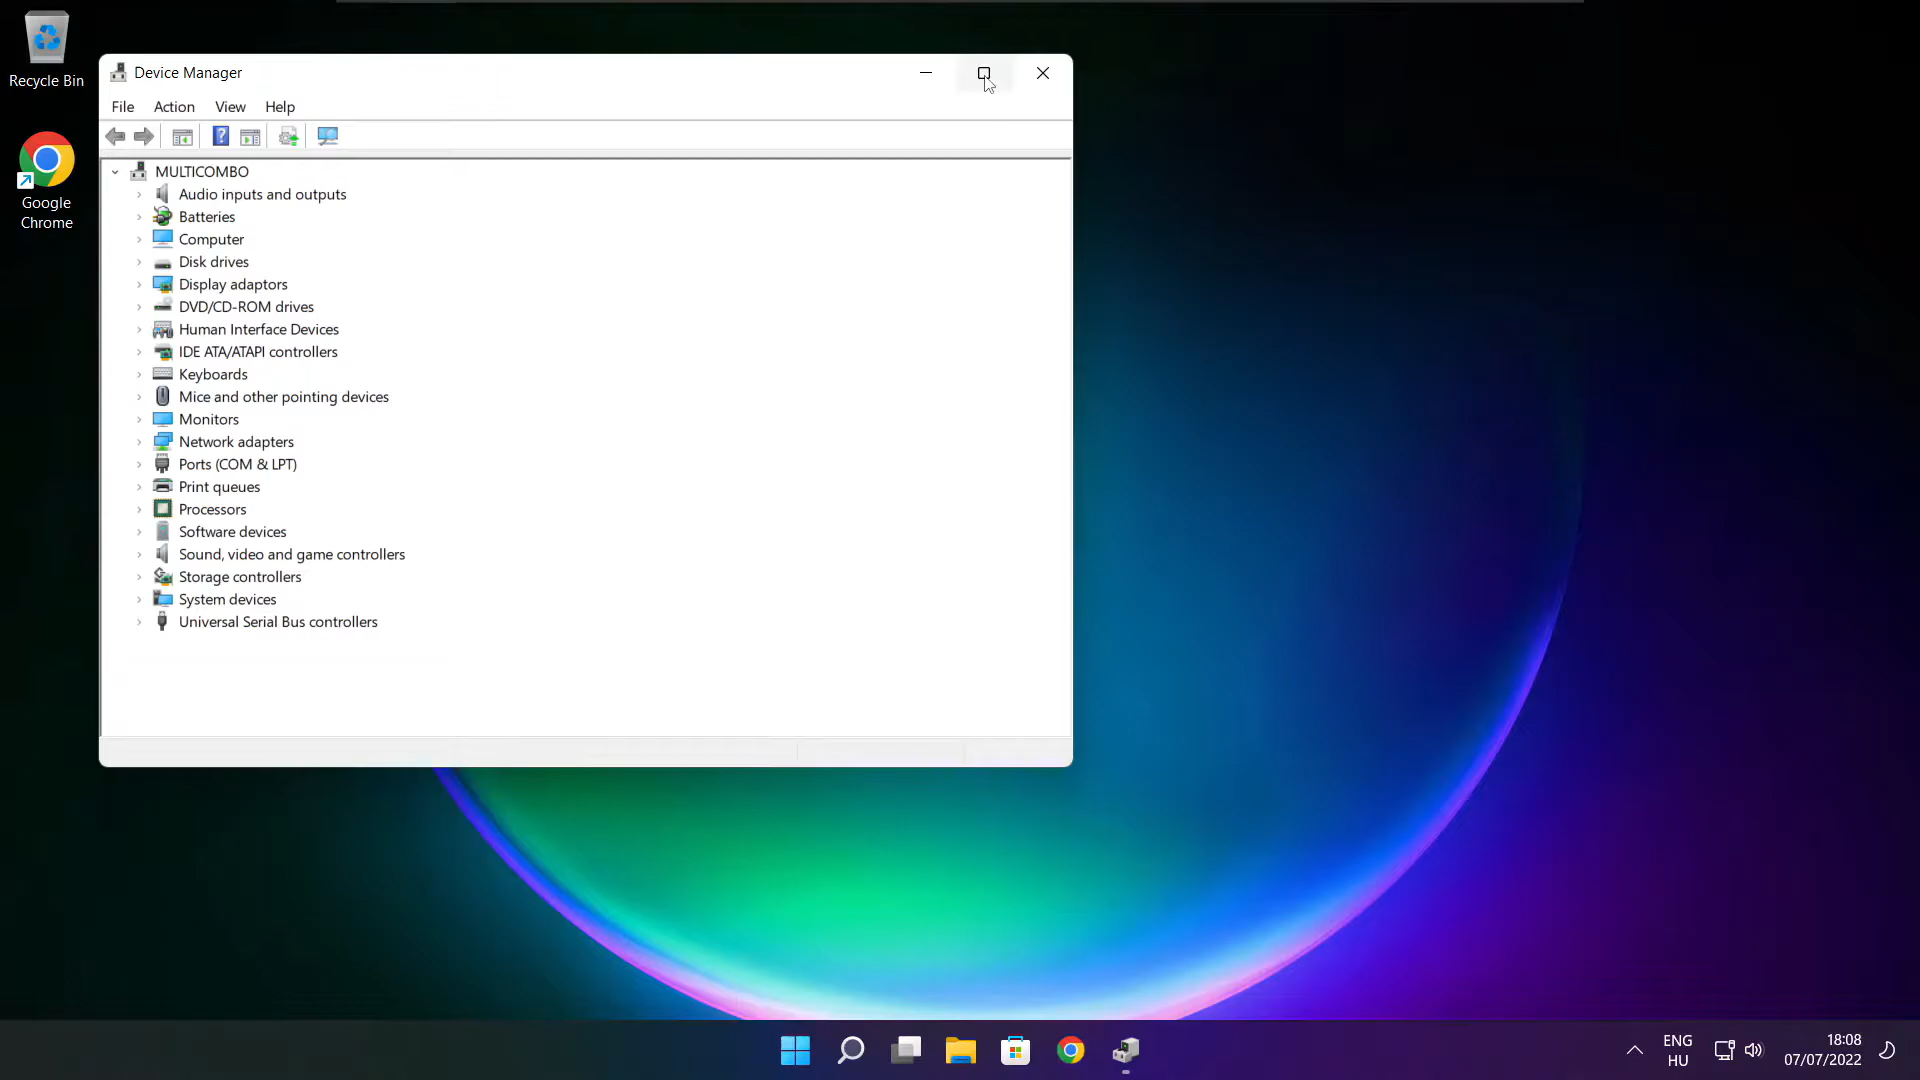 Recycle Bin
Google
Chrome
Device Manager
File Action View Help
MULTICOMBO
Audio inputs and outputs
Batteries
Computer
Disk drives
Display adaptors
DVD/CD-ROM drives
Human Interface Devices
IDE ATA/ATAPI controllers
Keyboards
Mice and other pointing devices
Monitors
Network adapters
Ports (COM & LPT)
Print queues
Processors
Software devices
Sound, video and game controllers
Storage controllers
System devices
Universal Serial Bus controllers
ENG
HU
18:08
07/07/2022